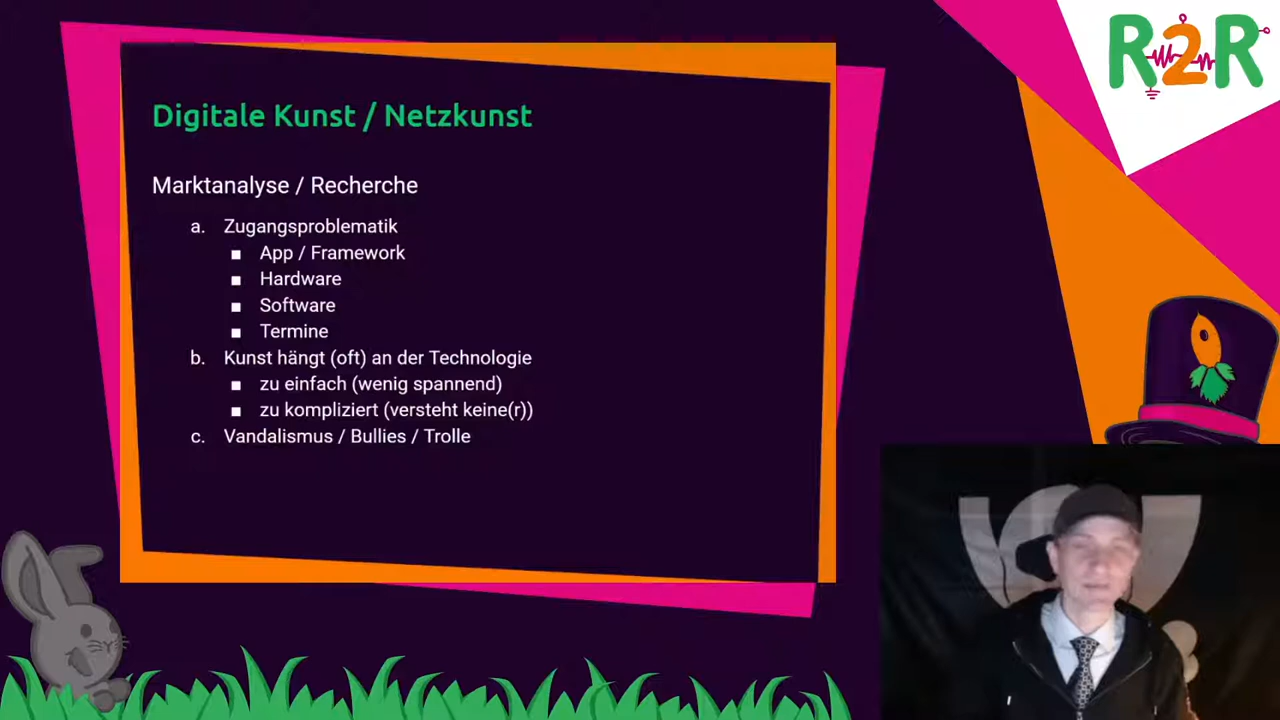 R2R
Digitale Kunst / Netzkunst
Marktanalyse / Recherche
a. Zugangsproblematik
■ App / Framework
■ Hardware
■ Software
■ Termine
b. Kunst hängt (oft) an der Technologie
■ zu einfach (wenig spannend)
■ zu kompliziert (versteht keine(r))
c. Vandalismus / Bullies / Trolle